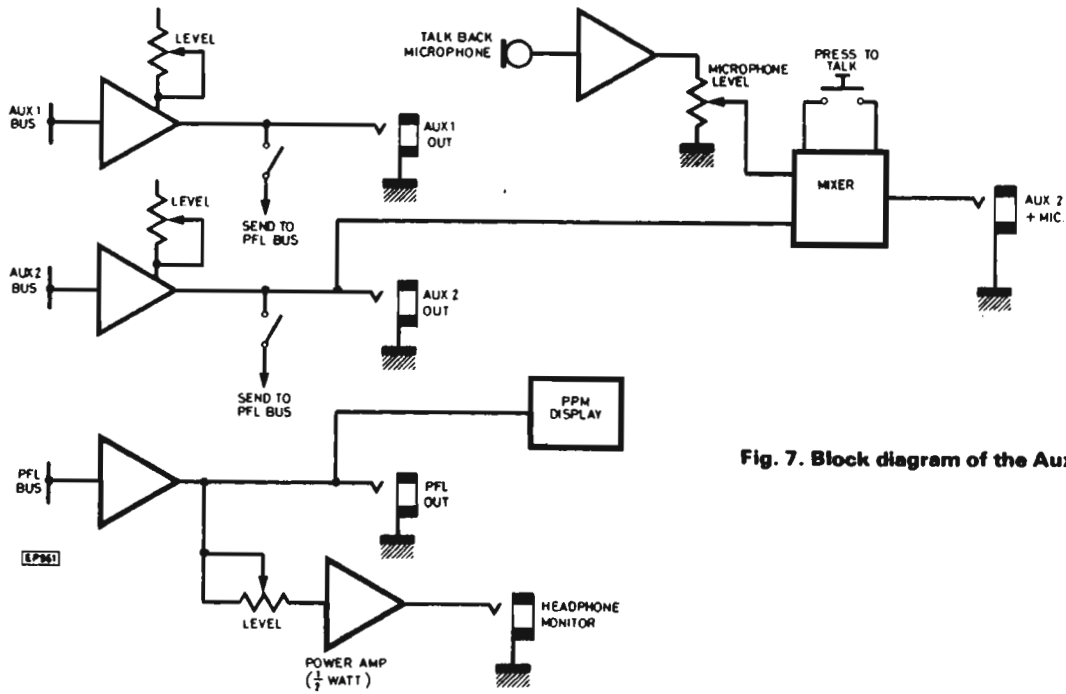 LEVEL
AUX 1
BUS
AUX 1
OUT
SEND TO
PFL BUS
TALK BACK
MICROPHONE
MICROPHONE
LEVEL
PRESS TO
TALK
MIXER
AUX 2
+ MIC.
LEVEL
AUX 2
BUS
AUX 2
OUT
SEND TO
PFL BUS
PPM
DISPLAY
PFL
BUS
PFL
OUT
EP961
LEVEL
POWER AMP
(½ WATT)
HEADPHONE
MONITOR
Fig. 7. Block diagram of the Aux